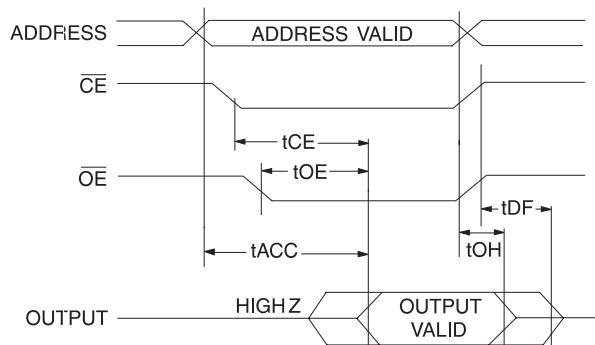 ADDRESS
ADDRESS VALID
CE
tCE
OE
tOE
tDF
tACC
tOH
HIGH Z
OUTPUT
OUTPUT
VALID